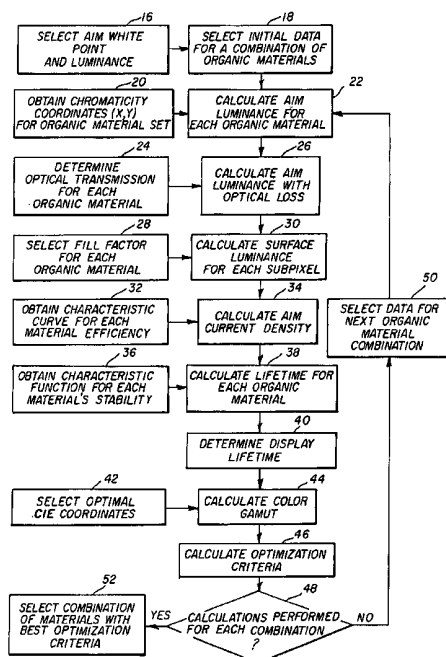 16
SELECT AIM WHITE
POINT
AND LUMINANCE
18
SELECT INITIAL DATA
FOR A COMBINATION OF
ORGANIC MATERIALS
20
OBTAIN CHROMATICITY
COORDINATES (X,Y)
FOR ORGANIC MATERIAL SET
22
CALCULATE AIM
LUMINANCE FOR
EACH ORGANIC MATERIAL
24
DETERMINE
OPTICAL TRANSMISSION
FOR EACH
ORGANIC MATERIAL
26
CALCULATE AIM
LUMINANCE WITH
OPTICAL LOSS
28
SELECT FILL FACTOR
FOR EACH
ORGANIC MATERIAL
30
CALCULATE SURFACE
LUMINANCE
FOR EACH SUBPIXEL
32
OBTAIN CHARACTERISTIC
CURVE FOR EACH
MATERIAL EFFICIENCY
34
CALCULATE AIM
CURRENT DENSITY
50
SELECT DATA FOR
NEXT ORGANIC
MATERIAL
COMBINATION
36
OBTAIN CHARACTERISTIC
FUNCTION FOR EACH
MATERIAL'S STABILITY
38
CALCULATE LIFETIME
FOR EACH
ORGANIC MATERIAL
40
DETERMINE DISPLAY
LIFETIME
42
SELECT OPTIMAL
CIE COORDINATES
44
CALCULATE COLOR
GAMUT
46
CALCULATE OPTIMIZATION
CRITERIA
48
CALCULATIONS PERFORMED
FOR EACH COMBINATION
?
YES
NO
52
SELECT COMBINATION
OF MATERIALS WITH
BEST OPTIMIZATION
CRITERIA